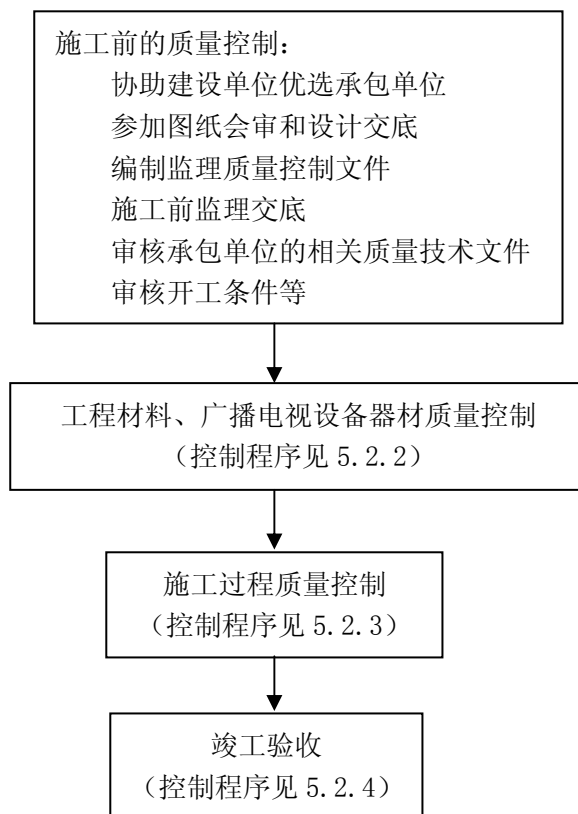 施工前的质量控制：
协助建设单位优选承包单位
参加图纸会审和设计交底
编制监理质量控制文件
施工前监理交底
审核承包单位的相关质量技术文件
审核开工条件等
工程材料、广播电视设备器材质量控制
（控制程序见 5.2.2）
施工过程质量控制
（控制程序见 5.2.3）
竣工验收
（控制程序见 5.2.4）